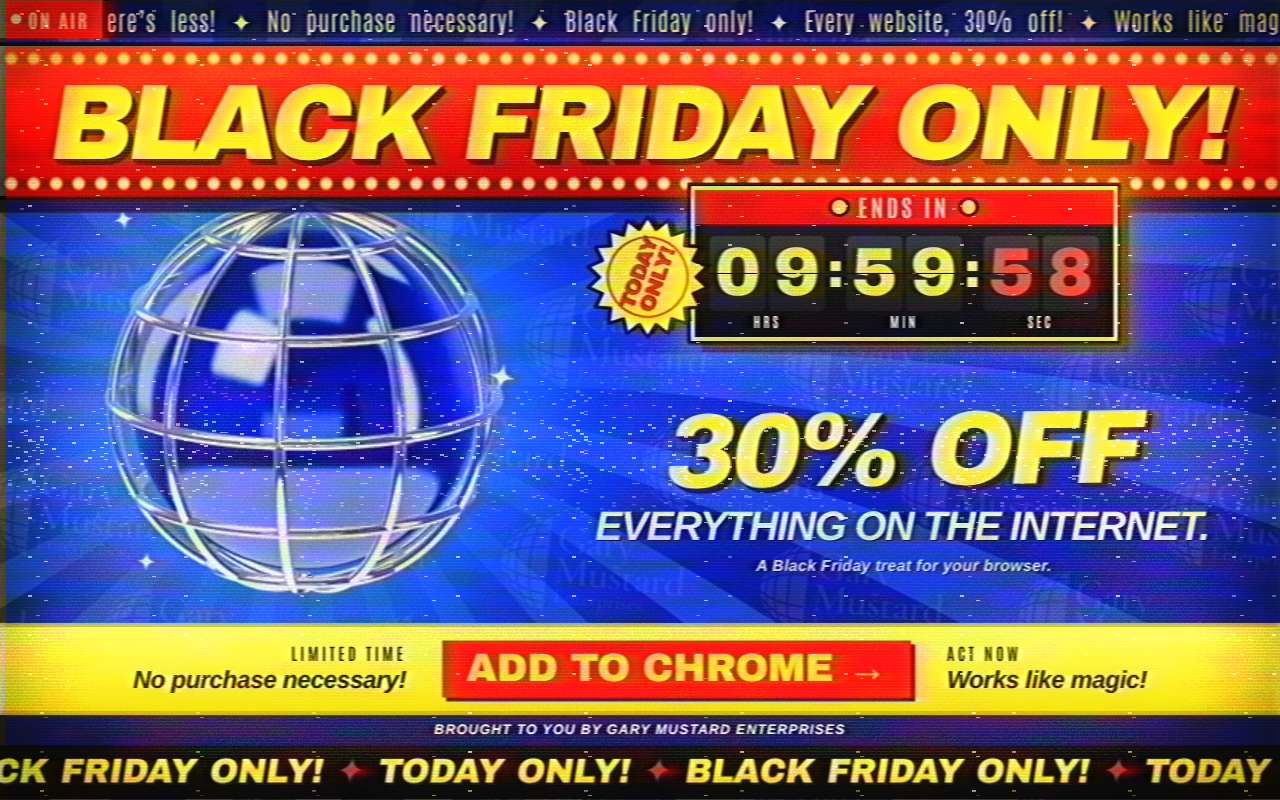 ON AIR
ere's less! ✦ No purchase necessary! ✦ Black Friday only! ✦ Every website, 30% off! ✦ Works like mag
BLACK FRIDAY ONLY!
ENDS IN
TODAY ONLY!
09:59:58
HRS MIN SEC
30% OFF
EVERYTHING ON THE INTERNET.
A Black Friday treat for your browser.
LIMITED TIME
No purchase necessary!
ADD TO CHROME →
ACT NOW
Works like magic!
BROUGHT TO YOU BY GARY MUSTARD ENTERPRISES
CK FRIDAY ONLY! ✦ TODAY ONLY! ✦ BLACK FRIDAY ONLY! ✦ TODAY
Gary
Mustard